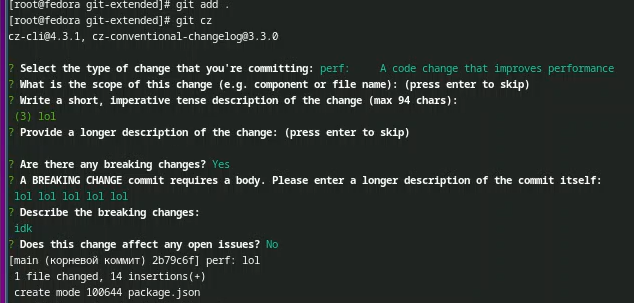 [root@fedora git-extended]# git add .
[root@fedora git-extended]# git cz
cz-cli@4.3.1, cz-conventional-changelog@3.3.0
? Select the type of change that you're committing: perf:     A code change that improves performance
? What is the scope of this change (e.g. component or file name): (press enter to skip)
? Write a short, imperative tense description of the change (max 94 chars):
(3) lol
? Provide a longer description of the change: (press enter to skip)
? Are there any breaking changes? Yes
? A BREAKING CHANGE commit requires a body. Please enter a longer description of the commit itself:
lol lol lol lol lol
? Describe the breaking changes:
idk
? Does this change affect any open issues? No
[main (корневой коммит) 2b79c6f] perf: lol
1 file changed, 14 insertions(+)
create mode 100644 package.json